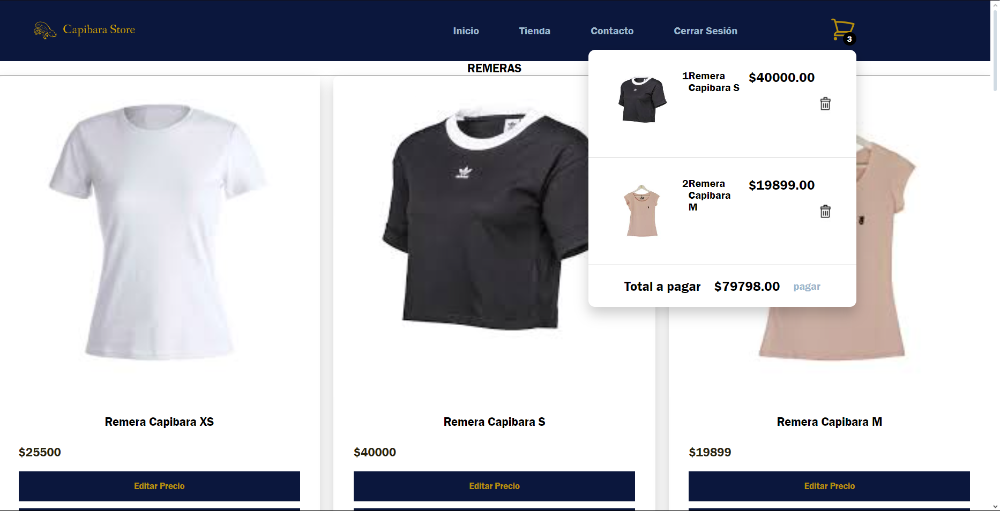 Capibara Store
Inicio
Tienda
Contacto
Cerrar Sesión
3
REMERAS
1Remera
Capibara S
$40000.00
2Remera
Capibara
M
$19899.00
Total a pagar $79798.00 pagar
Remera Capibara XS
$25500
Editar Precio
Remera Capibara S
$40000
Editar Precio
Remera Capibara M
$19899
Editar Precio